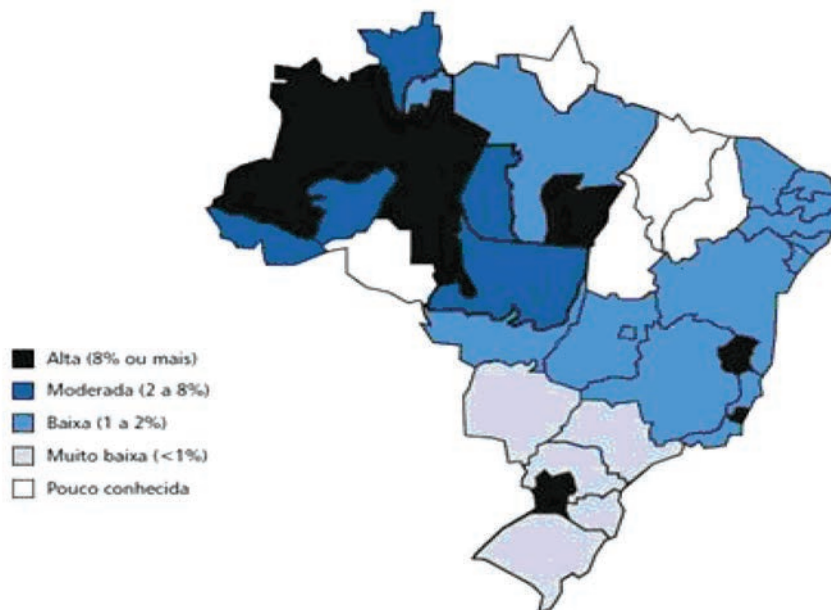 Alta (8% ou mais)
Moderada (2 a 8%)
Baixa (1 a 2%)
Muito baixa (<1%)
Pouco conhecida